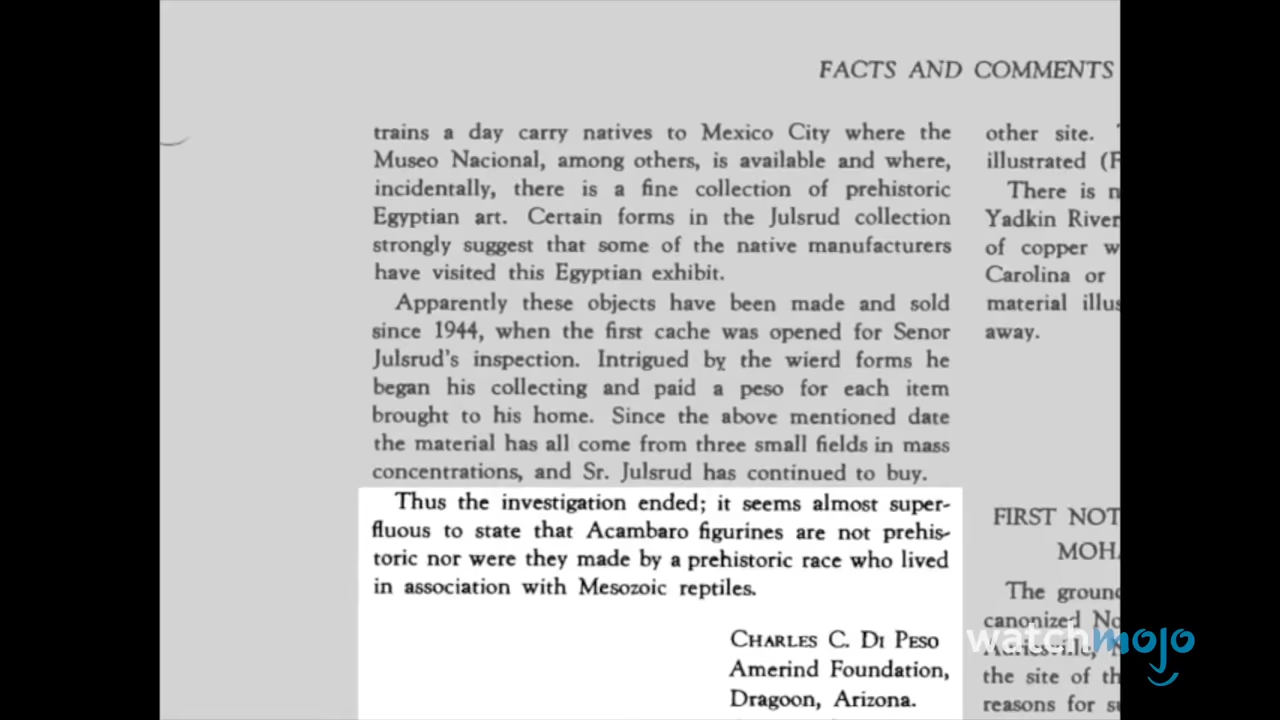 FACTS AND COMMENTS
trains a day carry natives to Mexico City where the
Museo Nacional, among others, is available and where,
incidentally, there is a fine collection of prehistoric
Egyptian art. Certain forms in the Julsrud collection
strongly suggest that some of the native manufacturers
have visited this Egyptian exhibit.
Apparently these objects have been made and sold
since 1944, when the first cache was opened for Senor
Julsrud's inspection. Intrigued by the wierd forms he
began his collecting and paid a peso for each item
brought to his home. Since the above mentioned date
the material has all come from three small fields in mass
concentrations, and Sr. Julsrud has continued to buy.
Thus the investigation ended; it seems almost super-
fluous to state that Acambaro figurines are not prehis-
toric nor were they made by a prehistoric race who lived
in association with Mesozoic reptiles.
CHARLES C. DI PESO
Amerind Foundation,
Dragoon, Arizona.
other site.
illustrated
There is
Yadkin River
of copper
Carolina or
material
away.
FIRST
The
canonized
the site of
reasons for
watchmojo